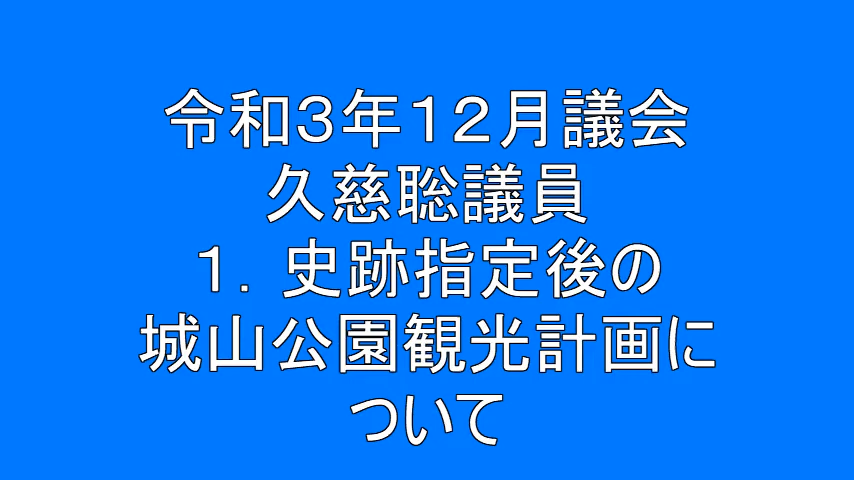 令和３年１２月議会
久慈聡議員
１．史跡指定後の
城山公園観光計画に
ついて